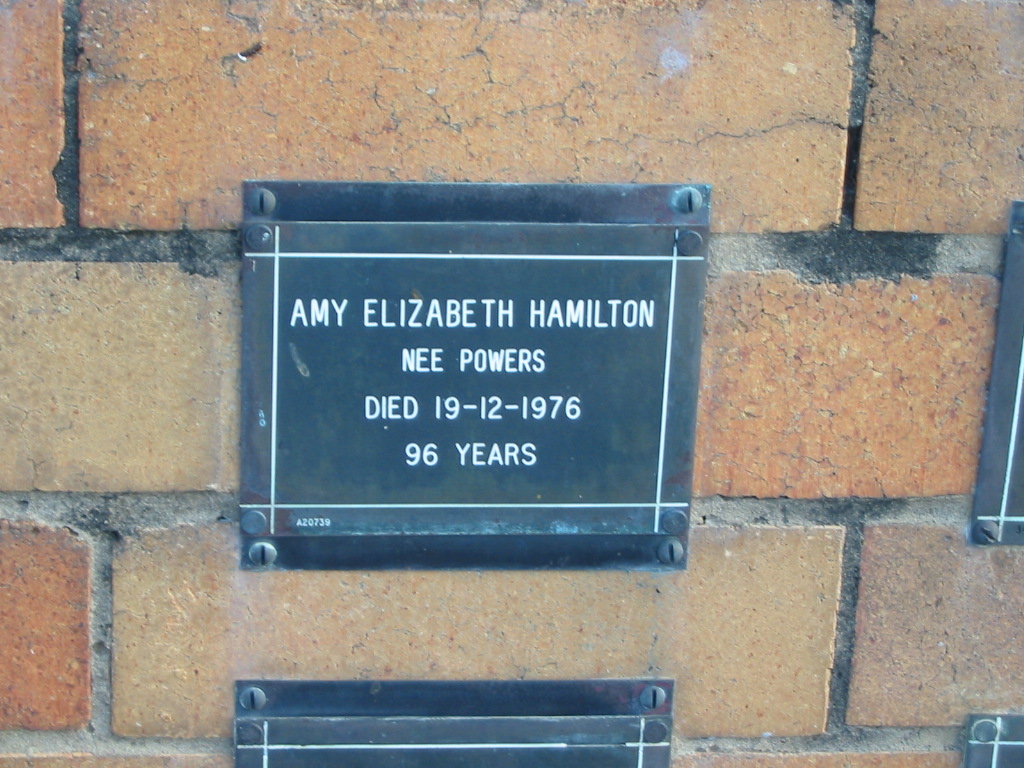 AMY ELIZABETH HAMILTON
NEE POWERS
DIED 19-12-1976
96 YEARS
A20739